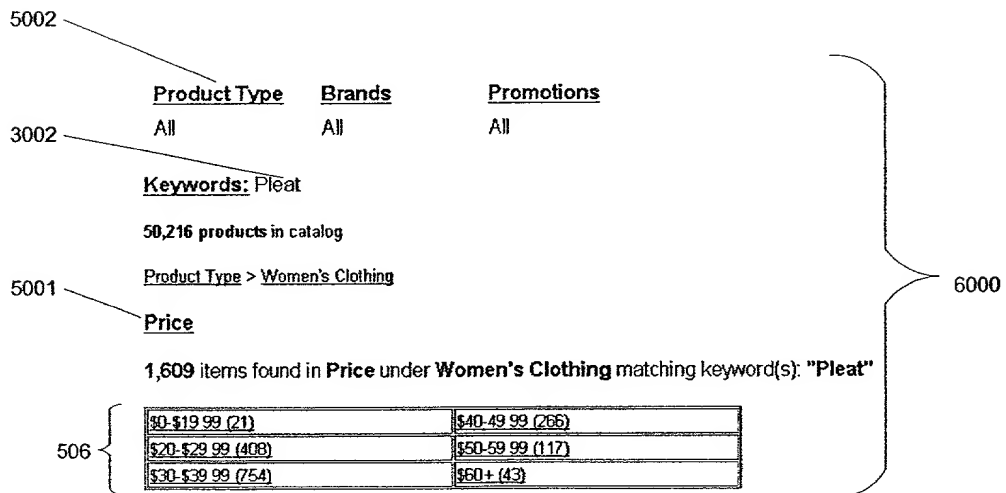 5002
Product Type Brands Promotions
All All All
3002
Keywords: Pleat
50,216 products in catalog
Product Type > Women's Clothing
5001
6000
Price
1,609 items found in Price under Women's Clothing matching keyword(s): "Pleat"
506
$0-$19 99 (21) $40-49 99 (266)
$20-$29 99 (408) $50-59 99 (117)
$30-$39 99 (754) $60+ (43)